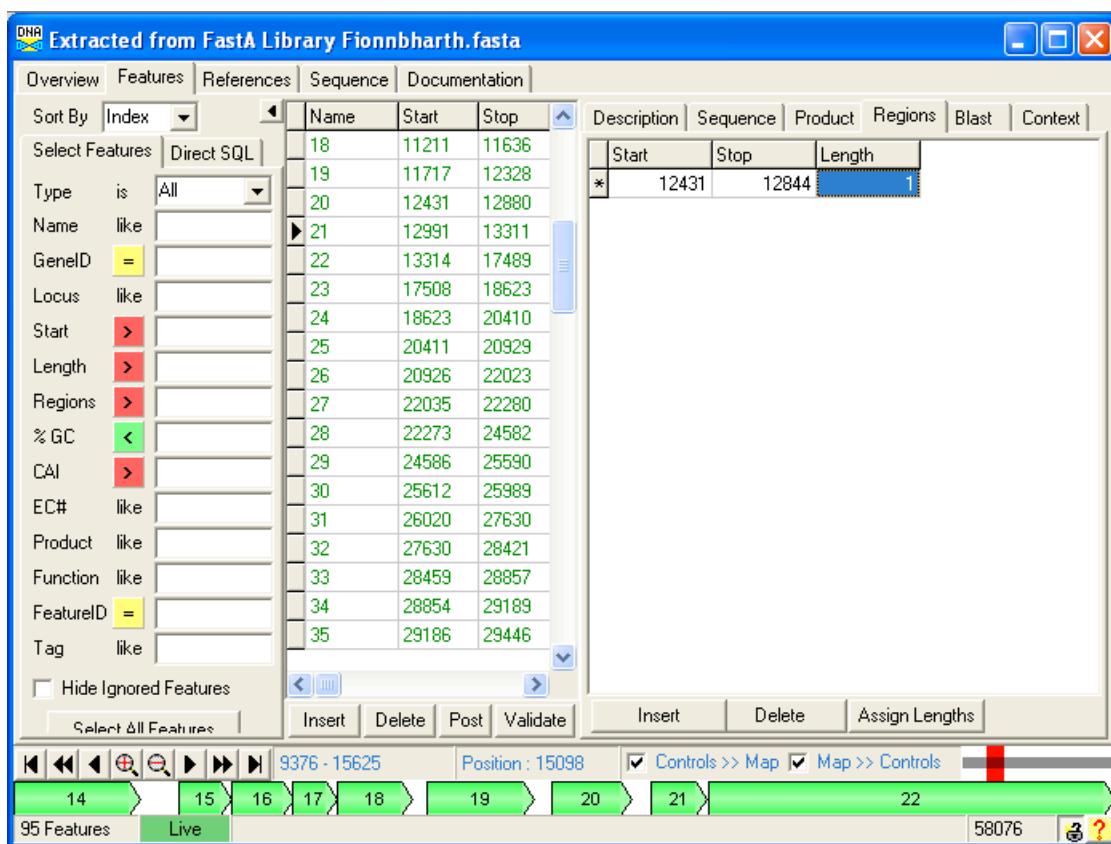 DNA Extracted from FastA Library Fionnbharth.fasta
Overview Features References Sequence Documentation
Sort By Index
Select Features Direct SQL
Type is All
Name like
GeneID =
Locus like
Start >
Length >
Regions >
% GC <
CAI >
EC# like
Product like
Function like
FeatureID =
Tag like
Hide Ignored Features
Select All Features
Name Start Stop
18 11211 11636
19 11717 12328
20 12431 12880
21 12991 13311
22 13314 17489
23 17508 18623
24 18623 20410
25 20411 20929
26 20926 22023
27 22035 22280
28 22273 24582
29 24586 25590
30 25612 25989
31 26020 27630
32 27630 28421
33 28459 28857
34 28854 29189
35 29186 29446
Insert Delete Post Validate
Description Sequence Product Regions Blast Context
Start Stop Length
* 12431 12844 1
Insert Delete Assign Lengths
9376 - 15625 Position : 15098 Controls >> Map Map >> Controls
14 15 16 17 18 19 20 21 22
95 Features Live 58076 ?